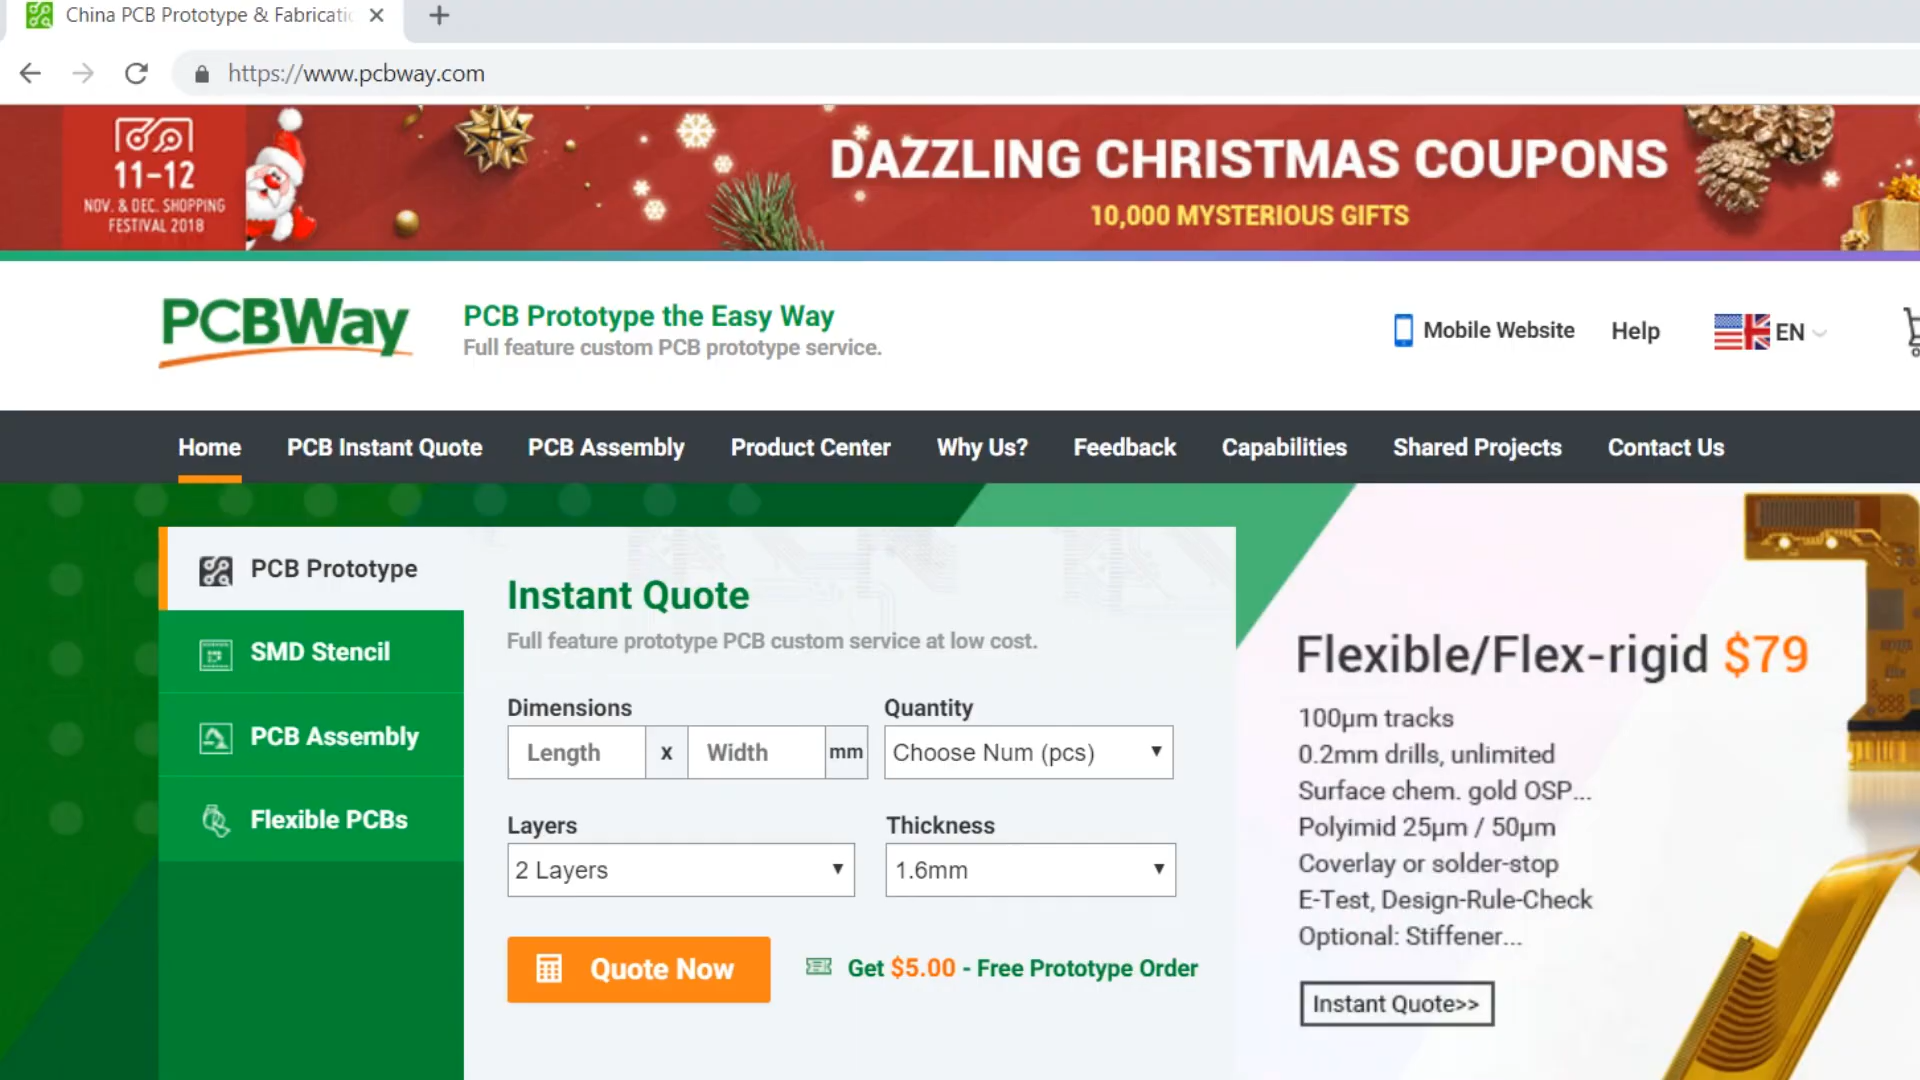 China PCB Prototype & Fabricatio
https://www.pcbway.com
11-12
NOV. & DEC. SHOPPING
FESTIVAL 2018
DAZZLING CHRISTMAS COUPONS
10,000 MYSTERIOUS GIFTS
PCBWay
PCB Prototype the Easy Way
Full feature custom PCB prototype service.
Mobile Website Help EN
Home PCB Instant Quote PCB Assembly Product Center Why Us? Feedback Capabilities Shared Projects Contact Us
PCB Prototype
SMD Stencil
PCB Assembly
Flexible PCBs
Instant Quote
Full feature prototype PCB custom service at low cost.
Dimensions Quantity
Length x Width mm Choose Num (pcs)
Layers Thickness
2 Layers 1.6mm
Quote Now Get $5.00 - Free Prototype Order
Flexible/Flex-rigid $79
100µm tracks
0.2mm drills, unlimited
Surface chem. gold OSP...
Polyimid 25µm / 50µm
Coverlay or solder-stop
E-Test, Design-Rule-Check
Optional: Stiffener...
Instant Quote>>